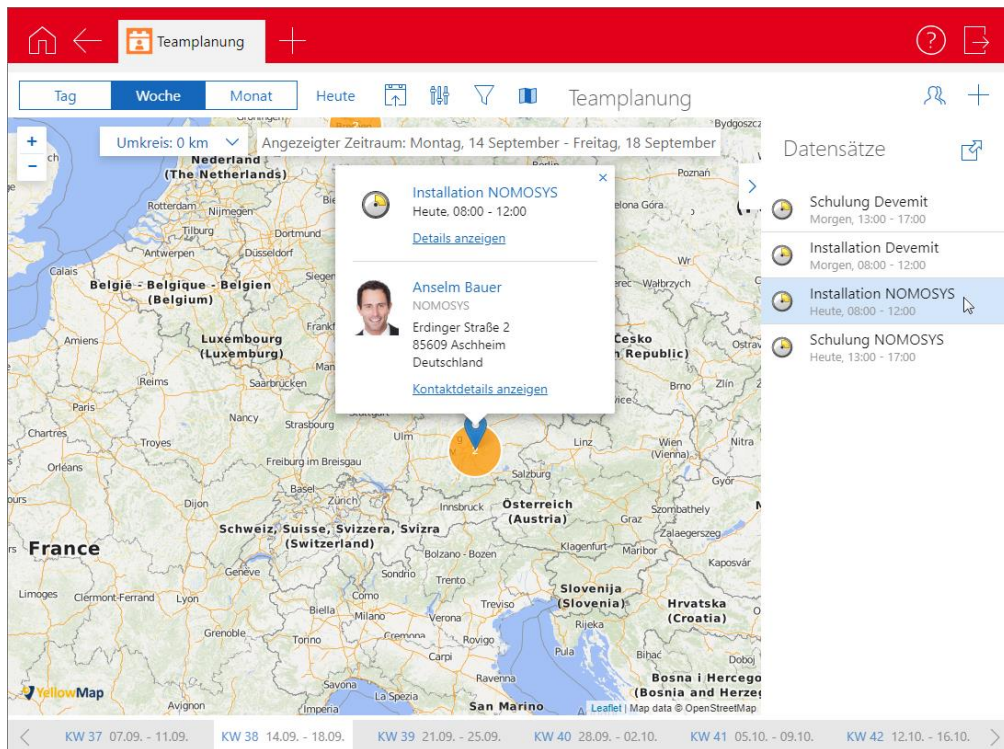 Teamplanung
Tag Woche Monat Heute Teamplanung
+
−
Umkreis: 0 km
Angezeigter Zeitraum: Montag, 14 September - Freitag, 18 September
Bydgoszcz
Nederland
(The Netherlands)
Berlin
Poznań
Rotterdam
Nijmegen
Tilburg
Dortmund
Antwerpen
Düsseldorf
Calais
België - Belgique - Belgien
(Belgium)
Siegen
Amiens
Luxembourg
(Luxemburg)
Reims
Saarbrücken
Paris
Nancy
Strasbourg
Stuttgart
Chartres
Troyes
Ulm
Linz
Wien
(Vienna)
Nitra
Orléans
Freiburg im Breisgau
Salzburg
Győr
Basel
Zürich
Dijon
Innsbruck
Österreich
(Austria)
Graz
Szombathely
Schweiz, Suisse, Svizzera, Svizra
(Switzerland)
Zalaegerszeg
France
Bolzano - Bozen
Klagenfurt
Maribor
Kaposvár
Genève
Sondrio
Trento
Limoges
Clermont-Ferrand
Lyon
Como
Slovenija
(Slovenia)
Biella
Milano
Treviso
Verona
Hrvatska
(Croatia)
Rijeka
Grenoble
Torino
Cremona
Rovigo
Pula
Bihać
Doboj
Carpi
Savona
Ravenna
La Spezia
Bosna i Hercego
(Bosnia and Herzeg
Avignon
Imperia
San Marino
Česko
Wałbrzych
Brno
Zlín
Installation NOMOSYS
Heute, 08:00 - 12:00
Details anzeigen
Anselm Bauer
NOMOSYS
Erdinger Straße 2
85609 Aschheim
Deutschland
Kontaktdetails anzeigen
2
YellowMap
Leaflet | Map data © OpenStreetMap
Datensätze
Schulung Devemit
Morgen, 13:00 - 17:00
Installation Devemit
Morgen, 08:00 - 12:00
Installation NOMOSYS
Heute, 08:00 - 12:00
Schulung NOMOSYS
Heute, 13:00 - 17:00
KW 37 07.09. - 11.09. KW 38 14.09. - 18.09. KW 39 21.09. - 25.09. KW 40 28.09. - 02.10. KW 41 05.10. - 09.10. KW 42 12.10. - 16.10.